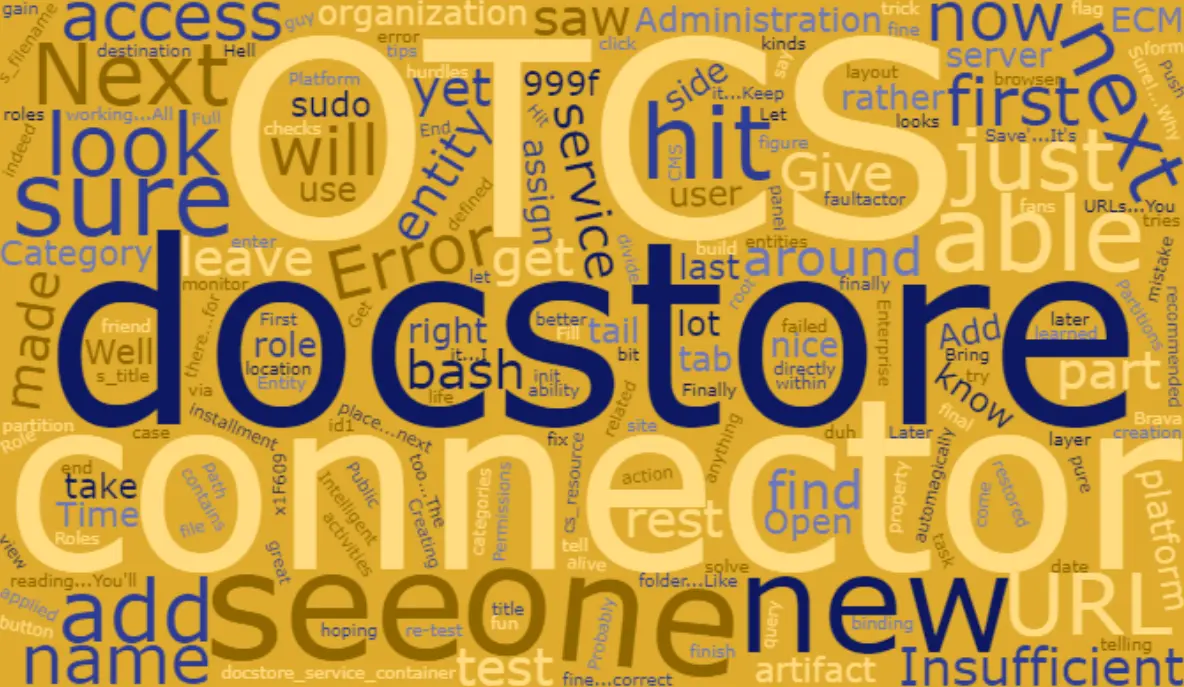 gain
access
guy
organization
saw
Administration
trick
fine
now
flag
ECM
s_filename
destination
Hell
error
tips
click
kinds
say
server
next
inform
Next
Platform
hurdles
yet
999f
side
layout
browser
Push
OTCS
roles
working...All
Full
sudo
it...Keep
rather
first
Sure!...Why
indeed
look
checks
will
End
Hit
service
hit
Let
looks
Save'...It's
sure
use
entity
assign
CMS
figure
Give
just
user
panel
faultactor
able
fans
URLs...You
tries
Category
enter
leave
defined
Error
get
divide
build
entities
last
around
monitor
let
root
finally
mistake
made
docstore
there...for
Get
friend
First
right
better
Fill
tail
lot
failed
nice
Enterprise
Add
later
learned
Partitions
recommended
Well
role
it...I
bit
tab
directly
Bring
s_title
location
Entity
bash
init
ability
Finally
within
try
know
part
via
life
related
partition
Role
case
Installment
place...next
id1
fix
site
anything
duh
Later
final
layer
Brava
creation
connector
end
take
Path
contains
x1F609
Public
too...The
Creating
categories
Permissions
cs_resource
action
find
property
automagically
come
restored
pure
platform
Time
file
Intelligent
activities
rest
Open
Roles
tell
view
great
alive
solve
task
date
reading...You'll
folder...Like
applied
add
see
one
new
URL
button
title
fun
hoping
re-test
Probably
query
binding
telling
name
finish
docstore_service_container
test
fine...correct
artifact
Insufficient